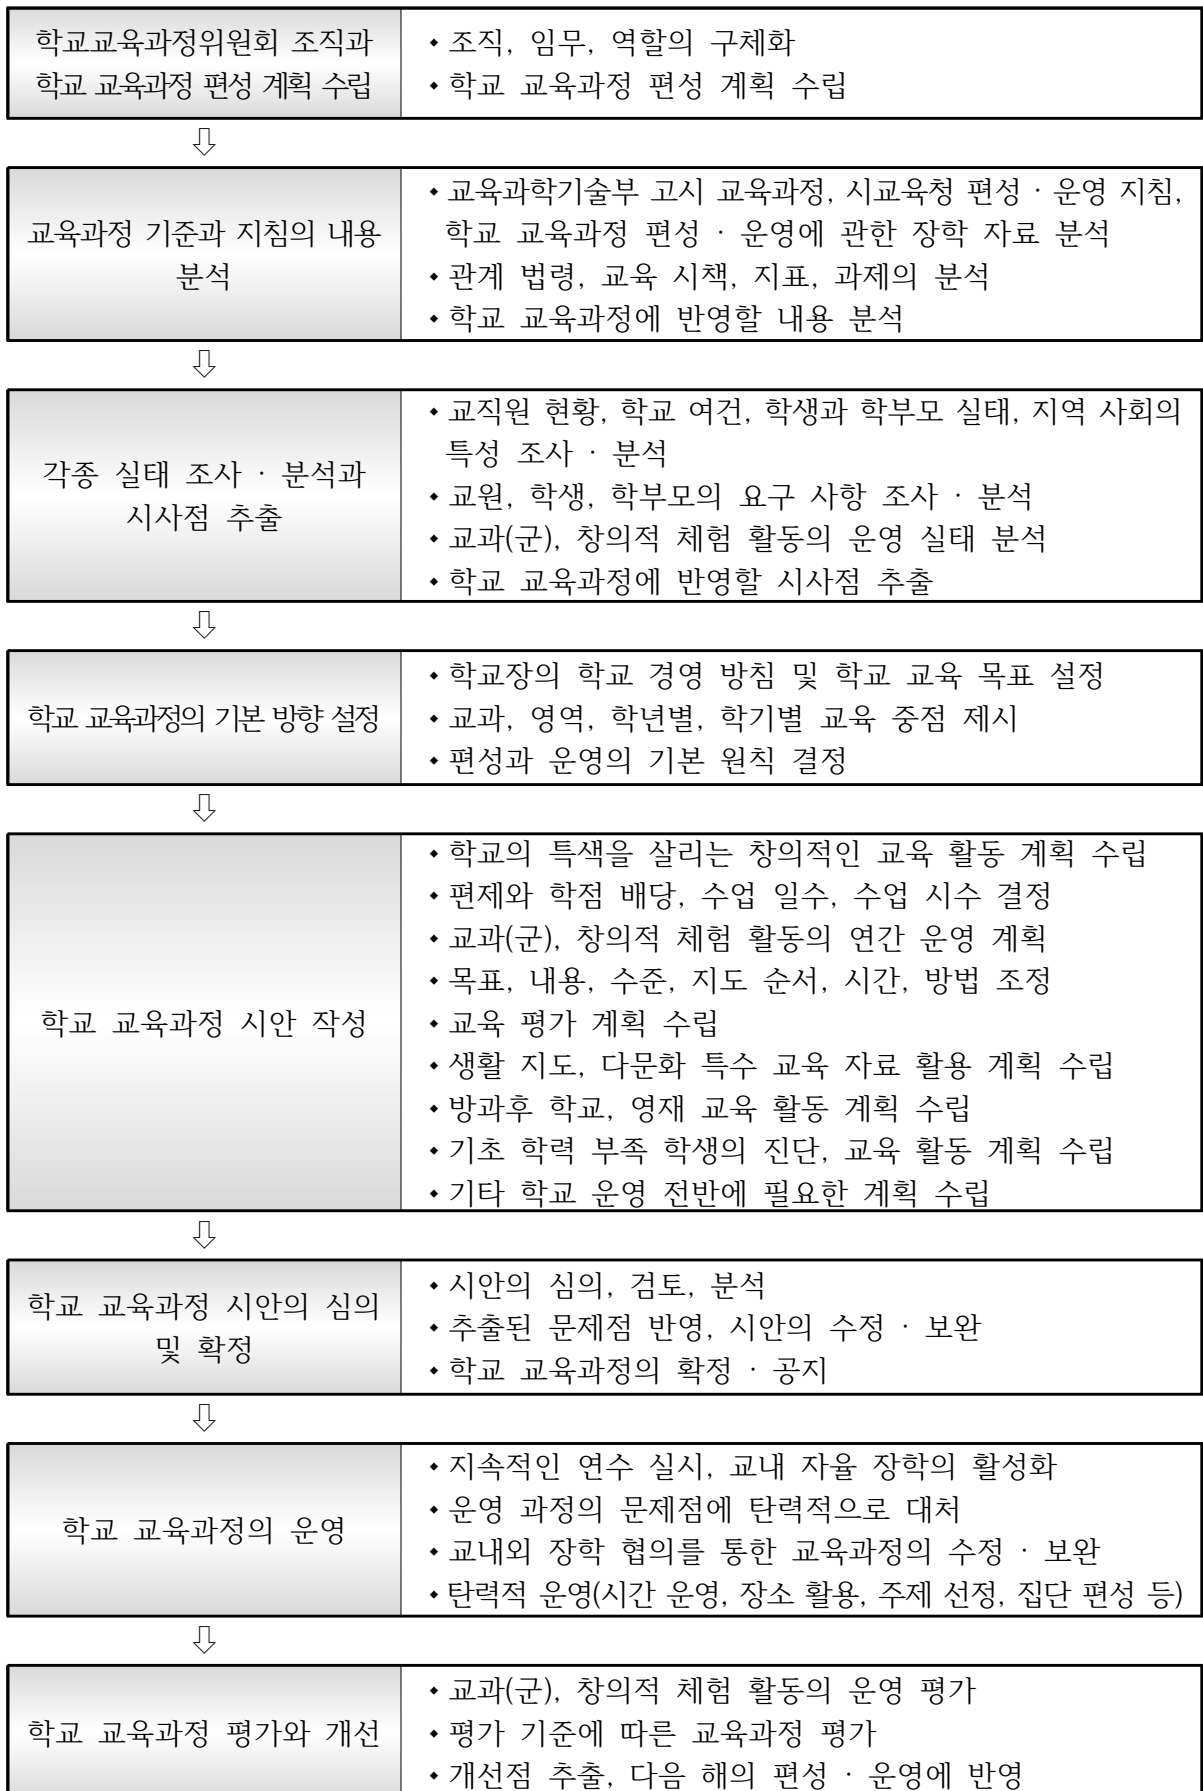 학교교육과정위원회 조직과
학교 교육과정 편성 계획 수립
◆ 조직, 임무, 역할의 구체화
◆ 학교 교육과정 편성 계획 수립
⇩
교육과정 기준과 지침의 내용
분석
◆ 교육과학기술부 고시 교육과정, 시교육청 편성 · 운영 지침,
학교 교육과정 편성 · 운영에 관한 장학 자료 분석
◆ 관계 법령, 교육 시책, 지표, 과제의 분석
◆ 학교 교육과정에 반영할 내용 분석
⇩
각종 실태 조사 · 분석과
시사점 추출
◆ 교직원 현황, 학교 여건, 학생과 학부모 실태, 지역 사회의
특성 조사 · 분석
◆ 교원, 학생, 학부모의 요구 사항 조사 · 분석
◆ 교과(군), 창의적 체험 활동의 운영 실태 분석
◆ 학교 교육과정에 반영할 시사점 추출
⇩
학교 교육과정의 기본 방향 설정
◆ 학교장의 학교 경영 방침 및 학교 교육 목표 설정
◆ 교과, 영역, 학년별, 학기별 교육 중점 제시
◆ 편성과 운영의 기본 원칙 결정
⇩
학교 교육과정 시안 작성
◆ 학교의 특색을 살리는 창의적인 교육 활동 계획 수립
◆ 편제와 학점 배당, 수업 일수, 수업 시수 결정
◆ 교과(군), 창의적 체험 활동의 연간 운영 계획
◆ 목표, 내용, 수준, 지도 순서, 시간, 방법 조정
◆ 교육 평가 계획 수립
◆ 생활 지도, 다문화 특수 교육 자료 활용 계획 수립
◆ 방과후 학교, 영재 교육 활동 계획 수립
◆ 기초 학력 부족 학생의 진단, 교육 활동 계획 수립
◆ 기타 학교 운영 전반에 필요한 계획 수립
⇩
학교 교육과정 시안의 심의
및 확정
◆ 시안의 심의, 검토, 분석
◆ 추출된 문제점 반영, 시안의 수정 · 보완
◆ 학교 교육과정의 확정 · 공지
⇩
학교 교육과정의 운영
◆ 지속적인 연수 실시, 교내 자율 장학의 활성화
◆ 운영 과정의 문제점에 탄력적으로 대처
◆ 교내외 장학 협의를 통한 교육과정의 수정 · 보완
◆ 탄력적 운영(시간 운영, 장소 활용, 주제 선정, 집단 편성 등)
⇩
학교 교육과정 평가와 개선
◆ 교과(군), 창의적 체험 활동의 운영 평가
◆ 평가 기준에 따른 교육과정 평가
◆ 개선점 추출, 다음 해의 편성 · 운영에 반영